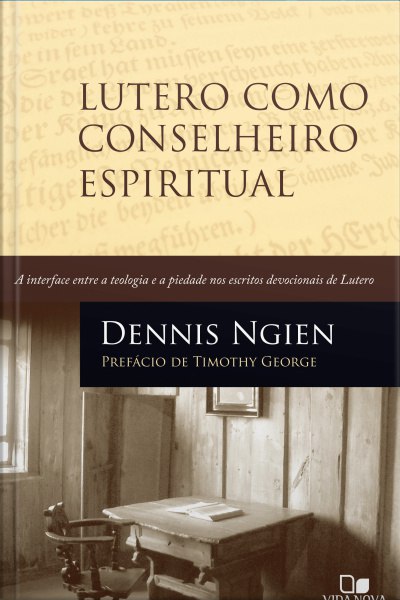 LUTERO COMO
CONSELHEIRO
ESPIRITUAL
A interface entre a teologia e a piedade nos escritos devocionais de Lutero
DENNIS NGIEN
PREFÁCIO DE TIMOTHY GEORGE
VIDA NOVA